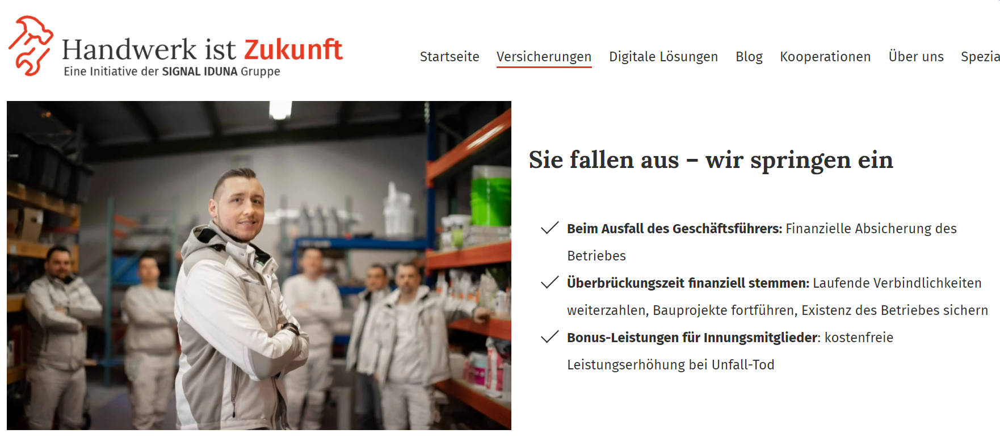 Handwerk ist Zukunft
Eine Initiative der SIGNAL IDUNA Gruppe
Startseite Versicherungen Digitale Lösungen Blog Kooperationen Über uns Spezia
Sie fallen aus – wir springen ein
Beim Ausfall des Geschäftsführers: Finanzielle Absicherung des
Betriebes
Überbrückungszeit finanziell stemmen: Laufende Verbindlichkeiten
weiterzahlen, Bauprojekte fortführen, Existenz des Betriebes sichern
Bonus-Leistungen für Innungsmitglieder: kostenfreie
Leistungserhöhung bei Unfall-Tod